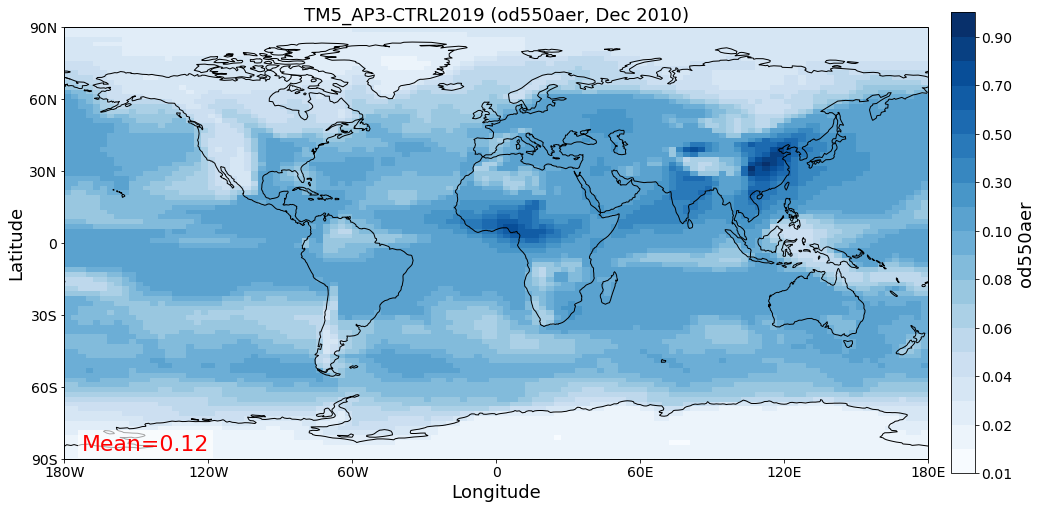 TM5_AP3-CTRL2019 (od550aer, Dec 2010)
90N
60N
30N
0
30S
60S
90S
Latitude
Mean=0.12
180W
120W
60W
0
60E
120E
180E
Longitude
0.90
0.70
0.50
0.30
0.10
0.08
0.06
0.04
0.02
0.01
od550aer